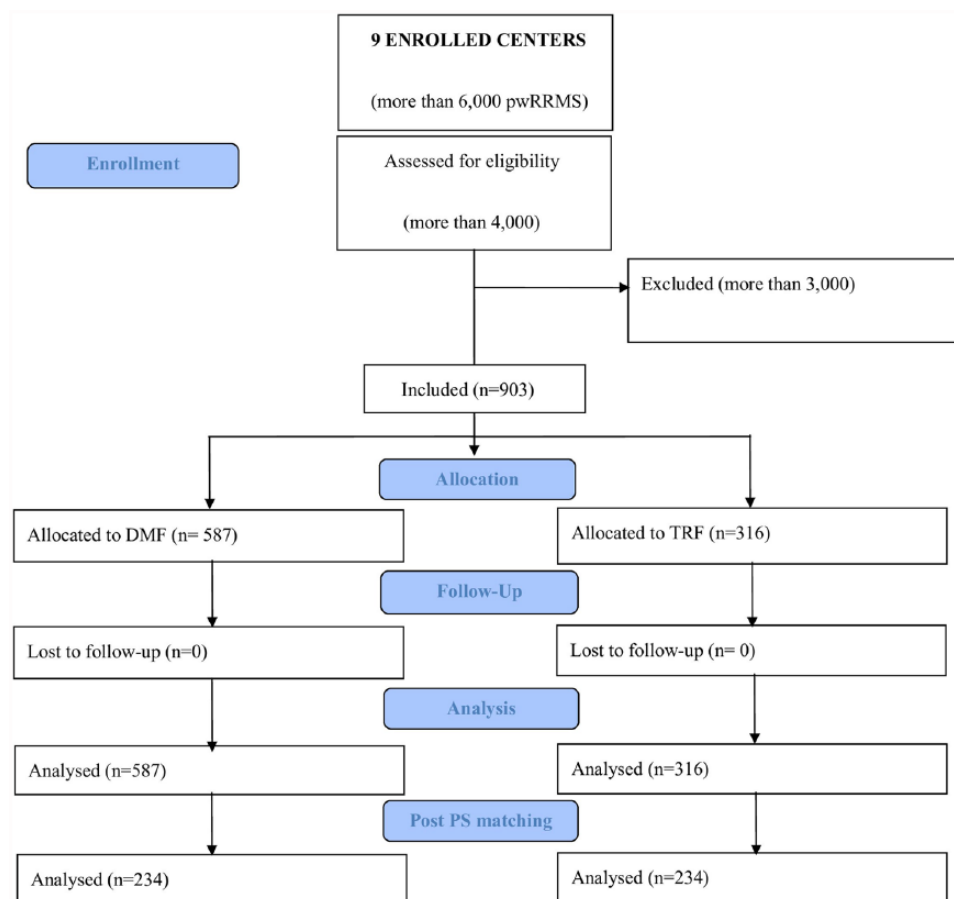 9 ENROLLED CENTERS
(more than 6,000 pwRRMS)
Enrollment
Assessed for eligibility
(more than 4,000)
Excluded (more than 3,000)
Included (n=903)
Allocation
Allocated to DMF (n= 587)
Allocated to TRF (n=316)
Follow-Up
Lost to follow-up (n=0)
Lost to follow-up (n= 0)
Analysis
Analysed (n=587)
Analysed (n=316)
Post PS matching
Analysed (n=234)
Analysed (n=234)